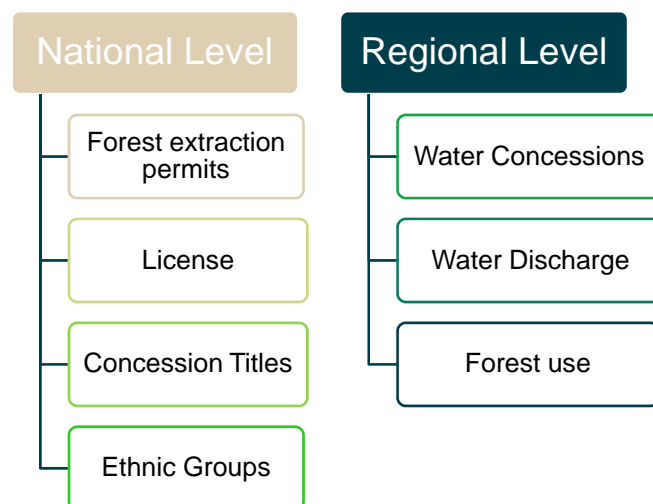 National Level
Forest extraction
permits
License
Concession Titles
Ethnic Groups
Regional Level
Water Concessions
Water Discharge
Forest use